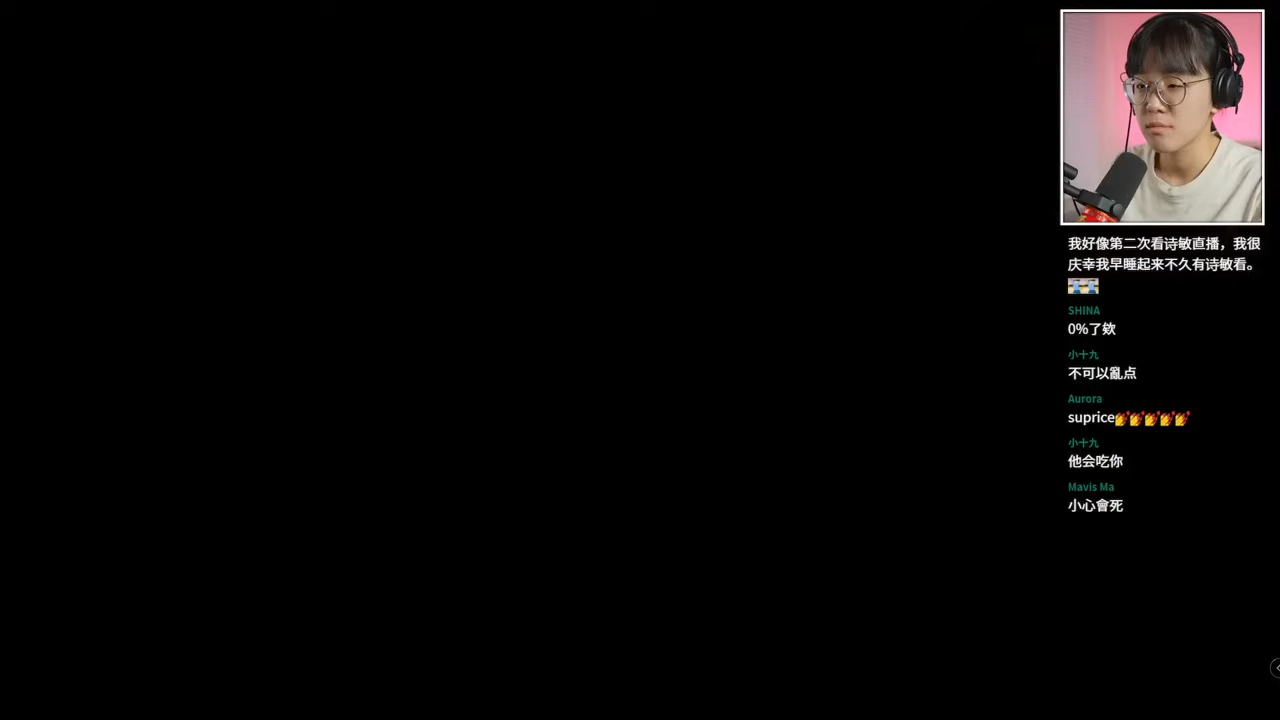 我好像第二次看诗敏直播，我很
庆幸我早睡起来不久有诗敏看。
SHINA
0%了欸
小十九
不可以亂点
Aurora
suprice
小十九
他会吃你
Mavis Ma
小心會死